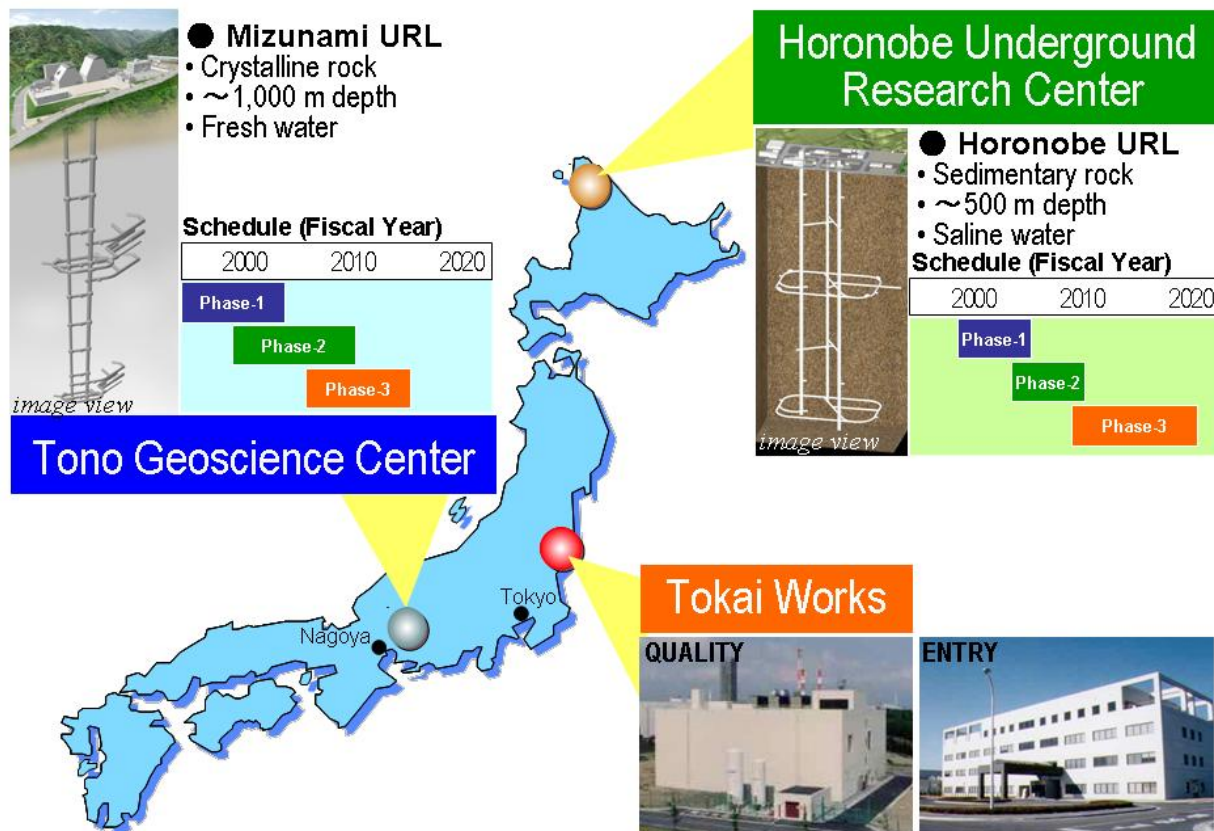 ● Mizunami URL
• Crystalline rock
• ~1,000 m depth
• Fresh water
Schedule (Fiscal Year)
2000 2010 2020
Phase-1
Phase-2
Phase-3
image view
Tono Geoscience Center
Horonobe Underground
Research Center
● Horonobe URL
• Sedimentary rock
• ~500 m depth
• Saline water
Schedule (Fiscal Year)
2000 2010 2020
Phase-1
Phase-2
Phase-3
image view
Tokyo
Nagoya
Tokai Works
QUALITY
ENTRY